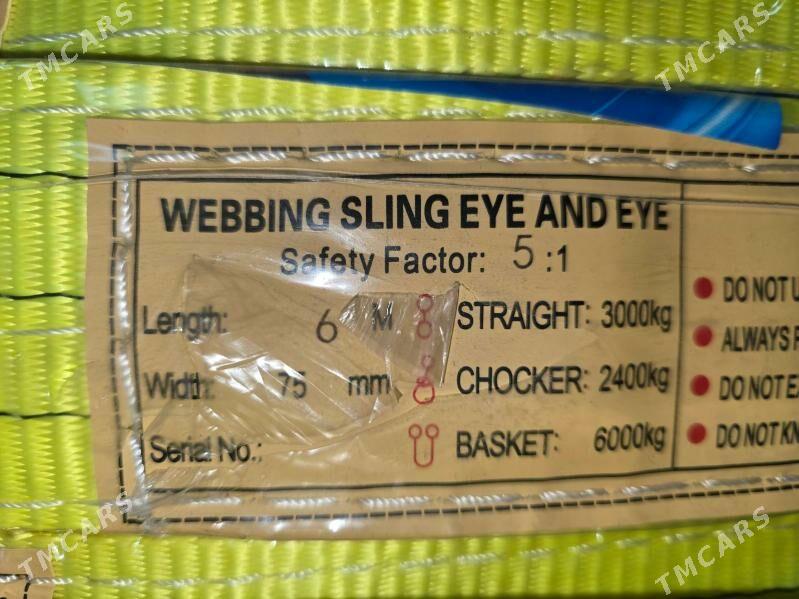 TMCARS
TMCARS
WEBBING SLING EYE AND EYE
Safety Factor: 5 :1
Length: 6 M STRAIGHT: 3000kg
Width: 75 mm CHOCKER: 2400kg
Serial No.: BASKET: 6000kg
DO NOT
ALWAYS
DO NOT
DO NOT
TMCARS
TMCARS